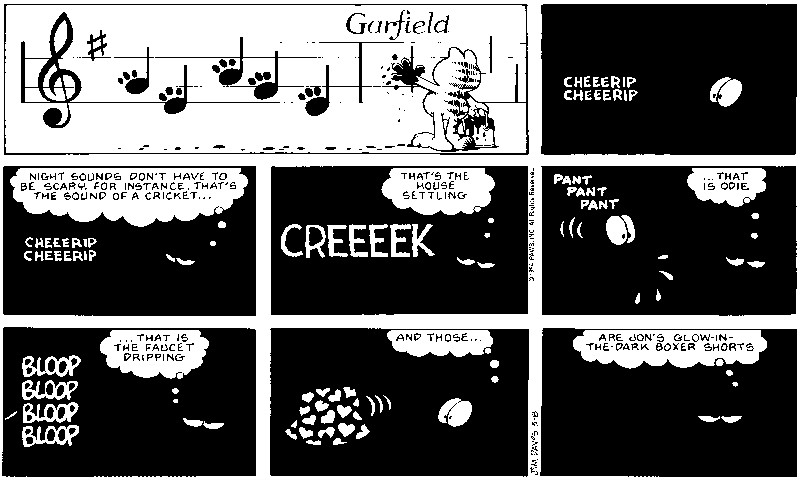 Garfield
CHEEERIP
CHEEERIP
NIGHT SOUNDS DON'T HAVE TO
BE SCARY. FOR INSTANCE, THAT'S
THE SOUND OF A CRICKET...
CHEEERIP
CHEEERIP
THAT'S THE
HOUSE
SETTLING
CREEEEK
...THAT
IS ODIE
PANT
PANT
PANT
...THAT IS
THE FAUCET
DRIPPING
BLOOP
BLOOP
BLOOP
BLOOP
AND THOSE...
JIM DAVIS 3-8
ARE JON'S GLOW-IN-
THE-DARK BOXER SHORTS